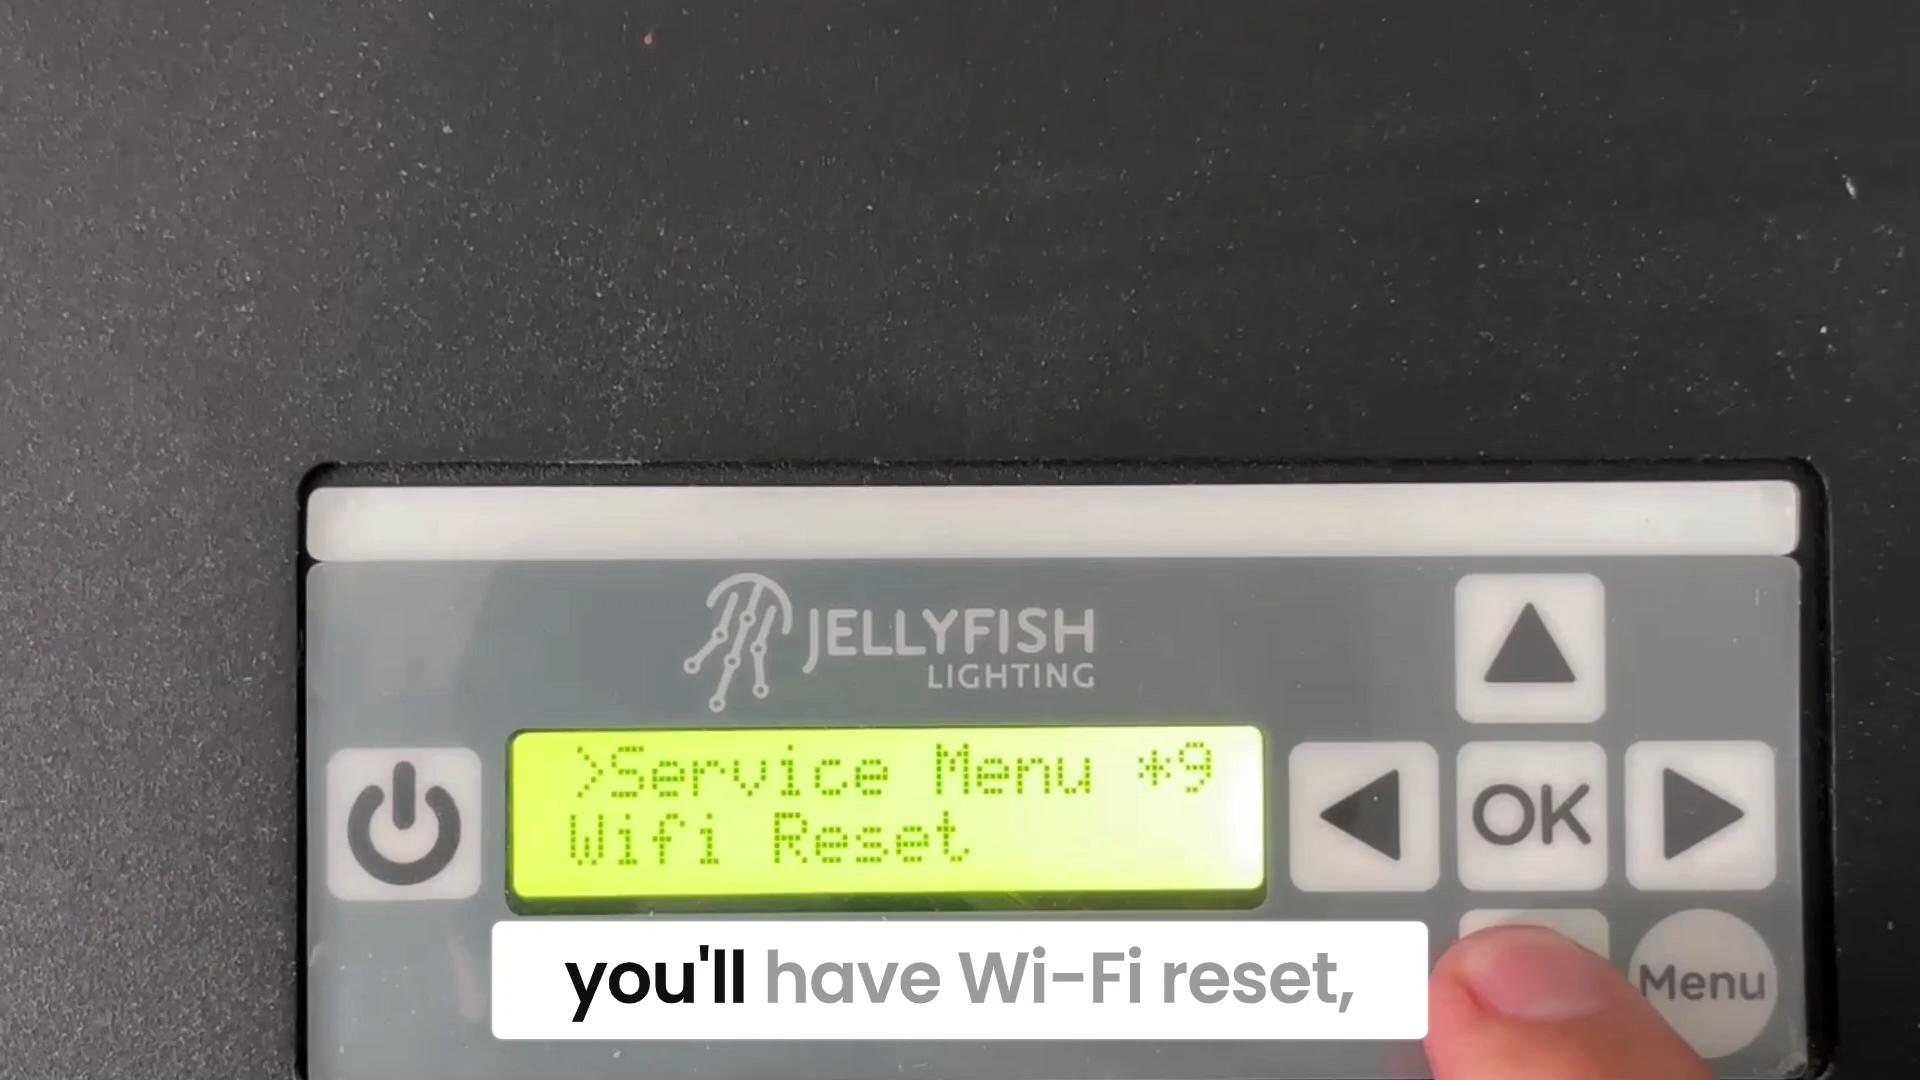 JELLYFISH
LIGHTING
>Service Menu *9
Wifi Reset
OK
Menu
you'll have Wi-Fi reset,